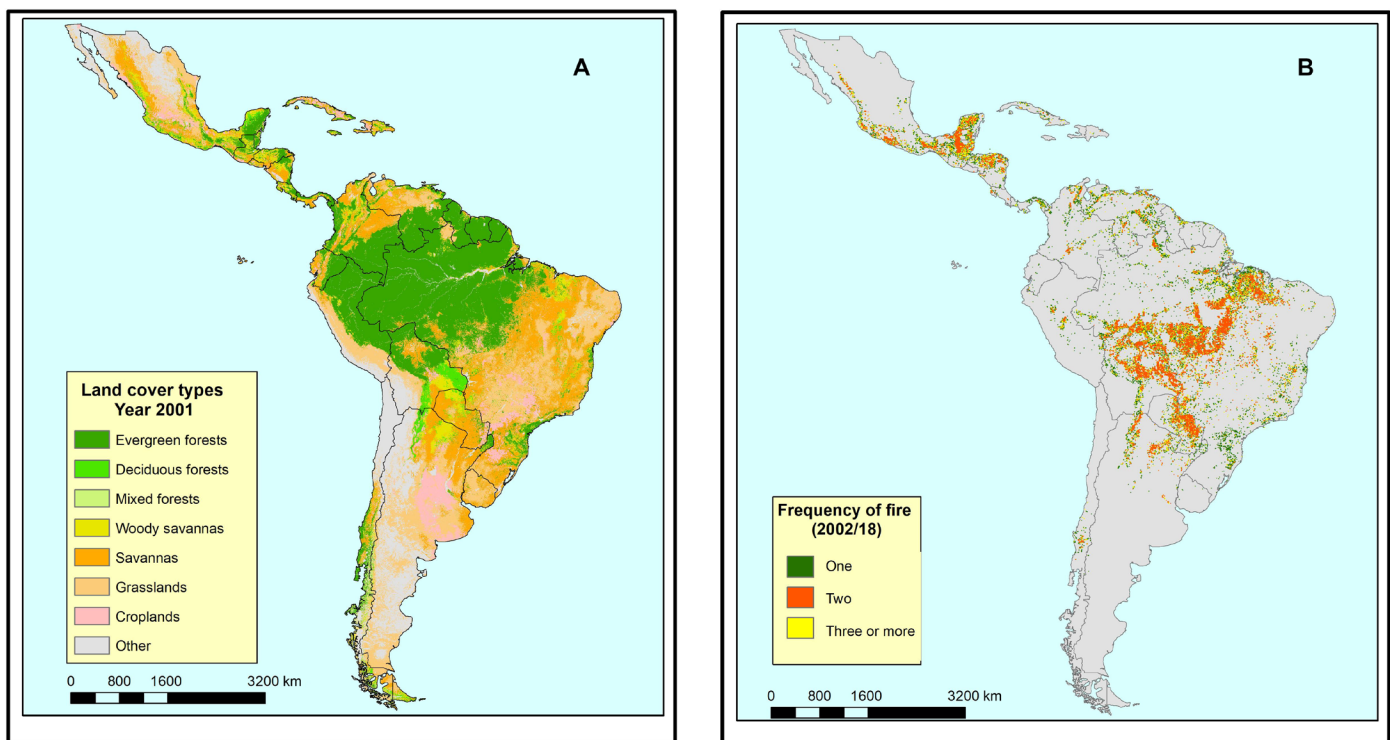 A
Land cover types
Year 2001
Evergreen forests
Deciduous forests
Mixed forests
Woody savannas
Savannas
Grasslands
Croplands
Other
0 800 1600 3200 km
B
Frequency of fire
(2002/18)
One
Two
Three or more
0 800 1600 3200 km